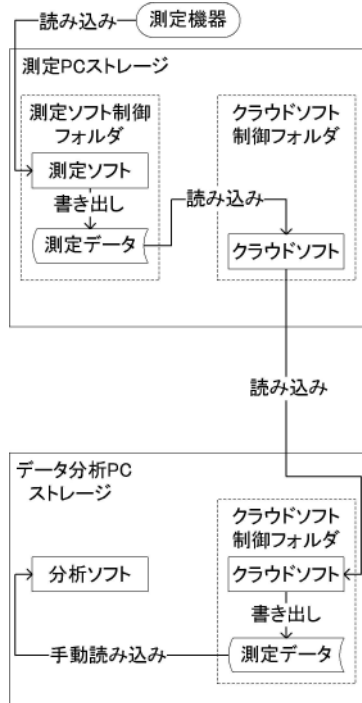 読み込み
測定機器
測定PCストレージ
測定ソフト制御
フォルダ
クラウドソフト
制御フォルダ
測定ソフト
書き出し
読み込み
測定データ
クラウドソフト
読み込み
データ分析PC
ストレージ
クラウドソフト
制御フォルダ
分析ソフト
クラウドソフト
書き出し
手動読み込み
測定データ